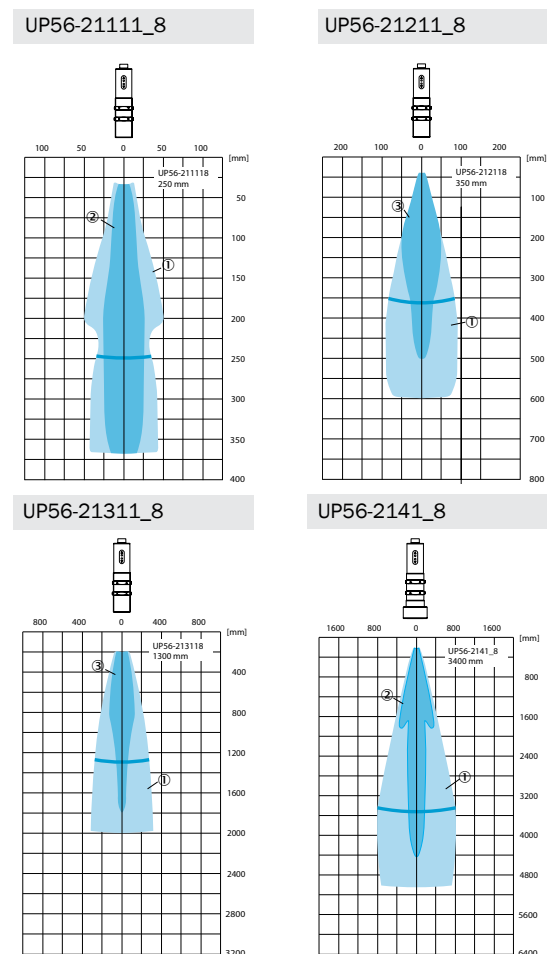 UP56-21111_8
100 50 0 50 100
[mm]
UP56-211118
250 mm
50
②
100
①
150
200
250
300
350
400
UP56-21211_8
200 100 0 100 200
[mm]
UP56-212118
350 mm
100
③
200
300
400
①
500
600
700
800
UP56-21311_8
800 400 0 400 800
[mm]
UP56-213118
1300 mm
③
400
800
1200
①
1600
2000
2400
2800
3200
UP56-2141_8
1600 800 0 800 1600
[mm]
UP56-2141_8
3400 mm
800
②
1600
2400
①
3200
4000
4800
5600
6400